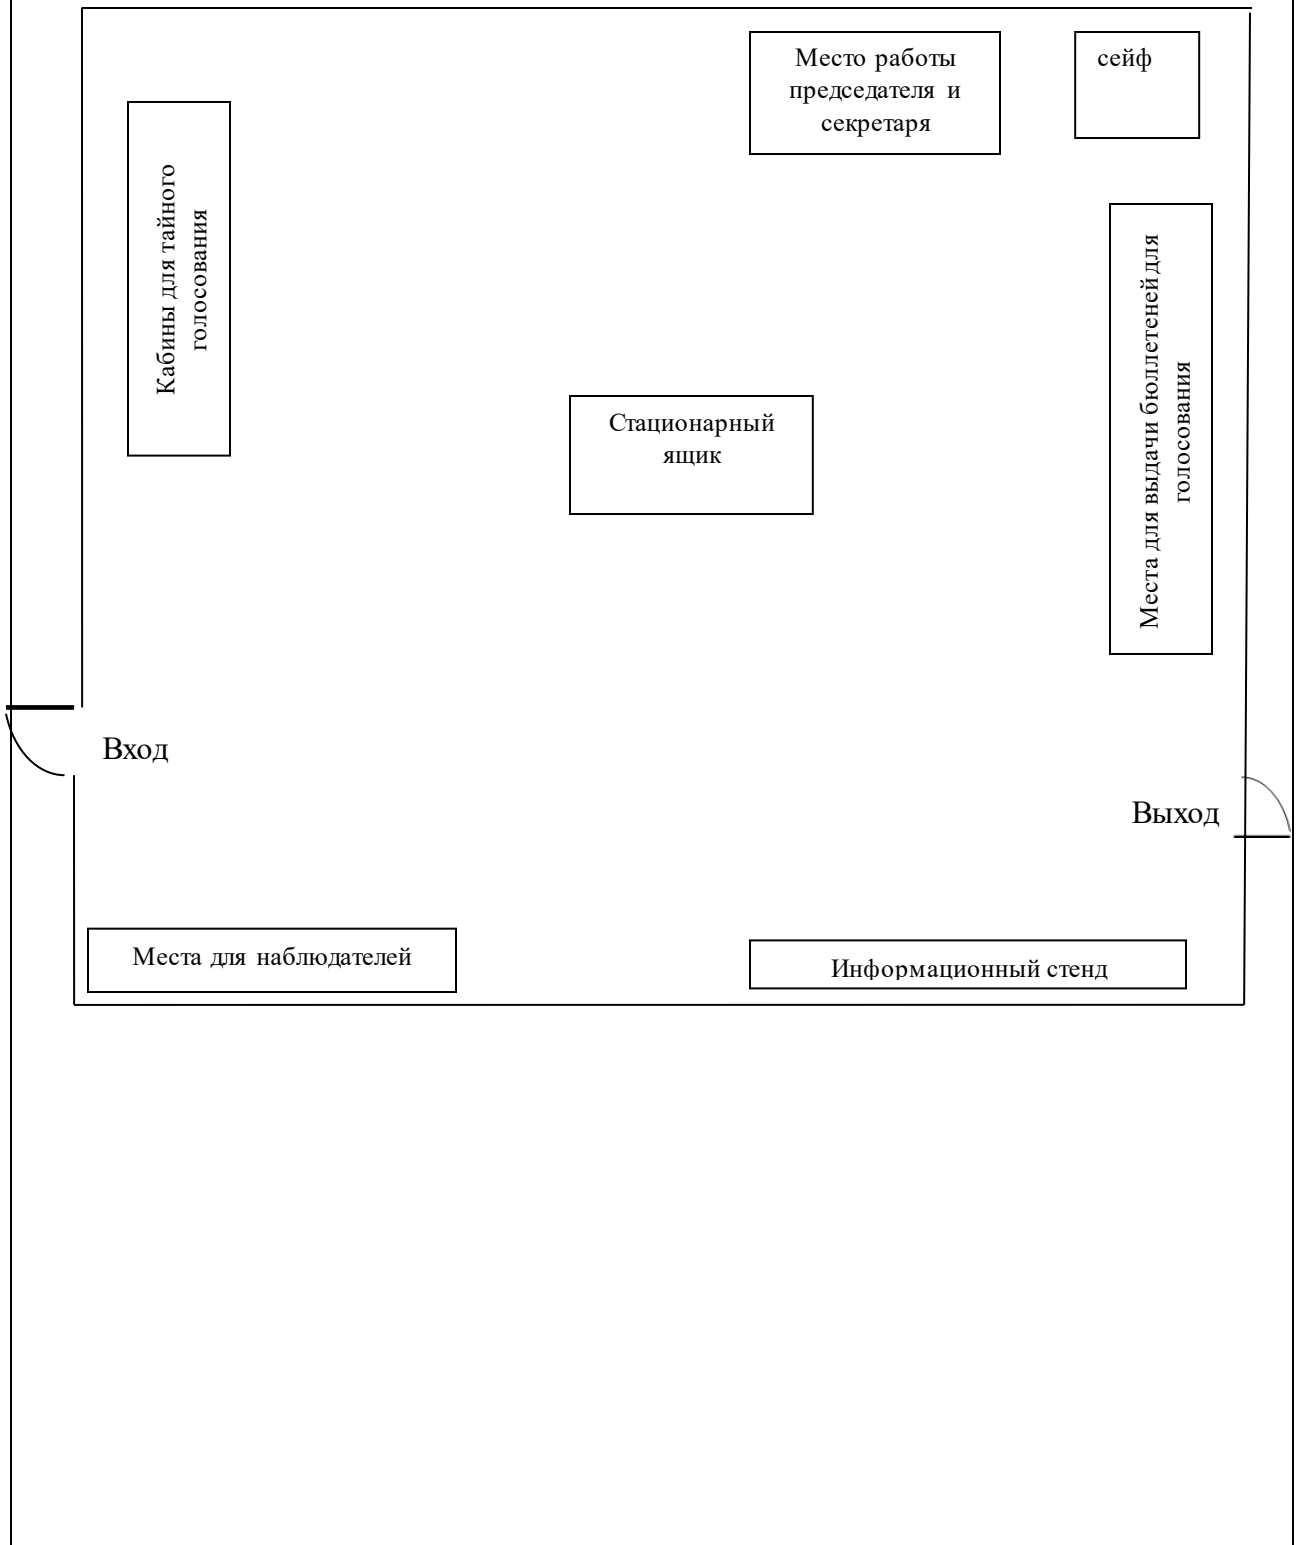 Место работы
председателя и
секретаря
сейф
Кабины для тайного
голосования
Места для выдачи бюллетеней для
голосования
Стационарный
ящик
Вход
Выход
Места для наблюдателей
Информационный стенд